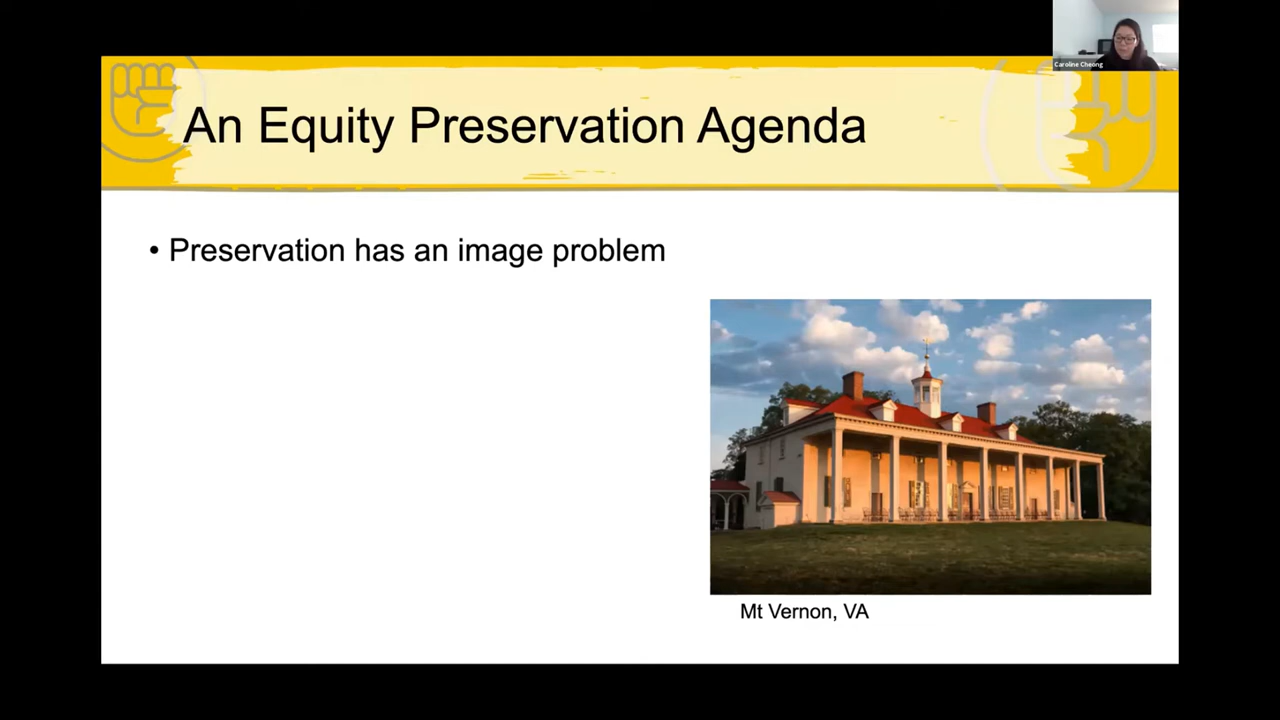 Caroline Cheong
An Equity Preservation Agenda
• Preservation has an image problem
Mt Vernon, VA